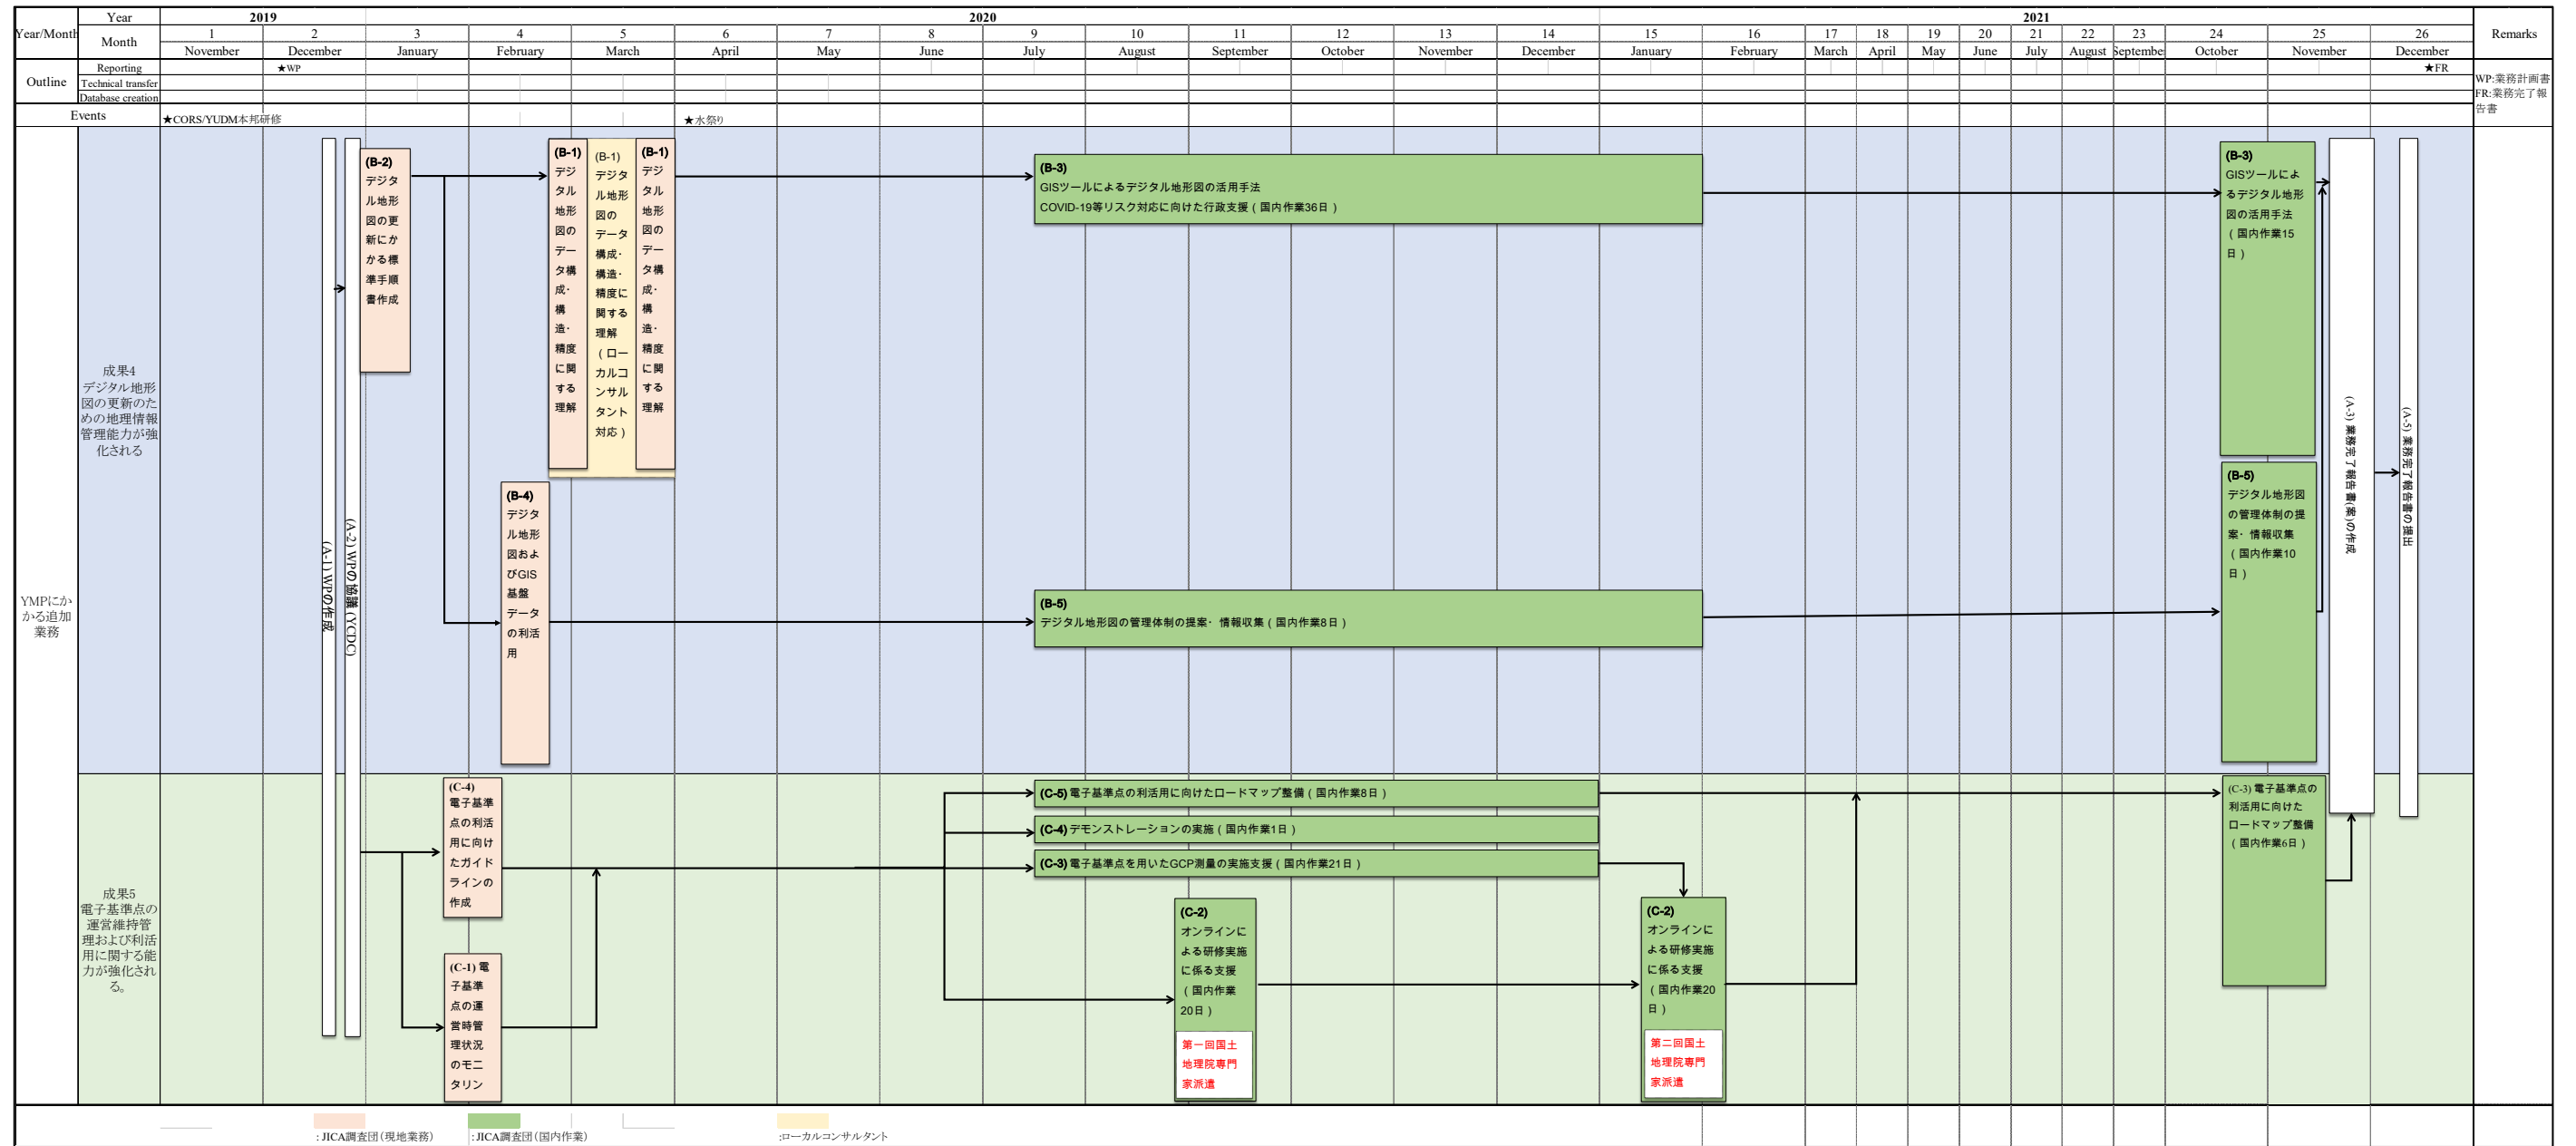 Year/Month
Year
2019
2020
2021
Remarks
Month
1
2
3
4
5
6
7
8
9
10
11
12
13
14
15
16
17
18
19
20
21
22
23
24
25
26
November
December
January
February
March
April
May
June
July
August
September
October
November
December
January
February
March
April
May
June
July
August
Septembe
October
November
December
Outline
Reporting
★WP
★FR
Technical transfer
Database creation
WP:業務計画書
FR:業務完了報
告書
Events
★CORS/YUDM本邦研修
★水祭り
YMPにか
かる追加
業務
成果4
デジタル地形
図の更新のた
めの地理情報
管理能力が強
化される
(A-1) WPの作成
(A-2) WPの協議 (YCDC)
(B-2)
デジタ
ル地形
図の更
新にか
かる標
準手順
書作成
(B-1)
デジ
タル
地形
図の
デー
タ構
成・
構
造・
精度
に関
する
理解
(B-1)
デジタ
ル地形
図の
データ
構成・
構造・
精度に
関する
理解
(ロー
カルコ
ンサル
タント
対応)
(B-1)
デジ
タル
地形
図の
デー
タ構
成・
構
造・
精度
に関
する
理解
(B-3)
GISツールによるデジタル地形図の活用手法
COVID-19等リスク対応に向けた行政支援(国内作業36日)
(B-3)
GISツールによ
るデジタル地形
図の活用手法
(国内作業15
日)
(B-4)
デジタ
ル地形
図およ
びGIS
基盤
データ
の利活
用
(B-5)
デジタル地形図の管理体制の提案・情報収集(国内作業8日)
(B-5)
デジタル地形図
の管理体制の提
案・情報収集
(国内作業10
日)
(A-3) 業務完了報告書(案)の作成
(A-5) 業務完了報告書の提出
成果5
電子基準点の
運営維持管
理および利活
用に関する能
力が強化され
る。
(C-4)
電子基準
点の利活
用に向け
たガイド
ラインの
作成
(C-1) 電
子基準
点の運
営時管
理状況
のモニ
タリン
(C-5) 電子基準点の利活用に向けたロードマップ整備(国内作業8日)
(C-4) デモンストレーションの実施(国内作業1日)
(C-3) 電子基準点を用いたGCP測量の実施支援(国内作業21日)
(C-2)
オンラインに
よる研修実施
に係る支援
(国内作業
20日)
第一回国土
地理院専門
家派遣
(C-2)
オンラインに
よる研修実施
に係る支援
(国内作業20
日)
第二回国土
地理院専門
家派遣
(C-3) 電子基準点の
利活用に向けた
ロードマップ整備
(国内作業6日)
: JICA調査団(現地業務)
: JICA調査団(国内作業)
:ローカルコンサルタント